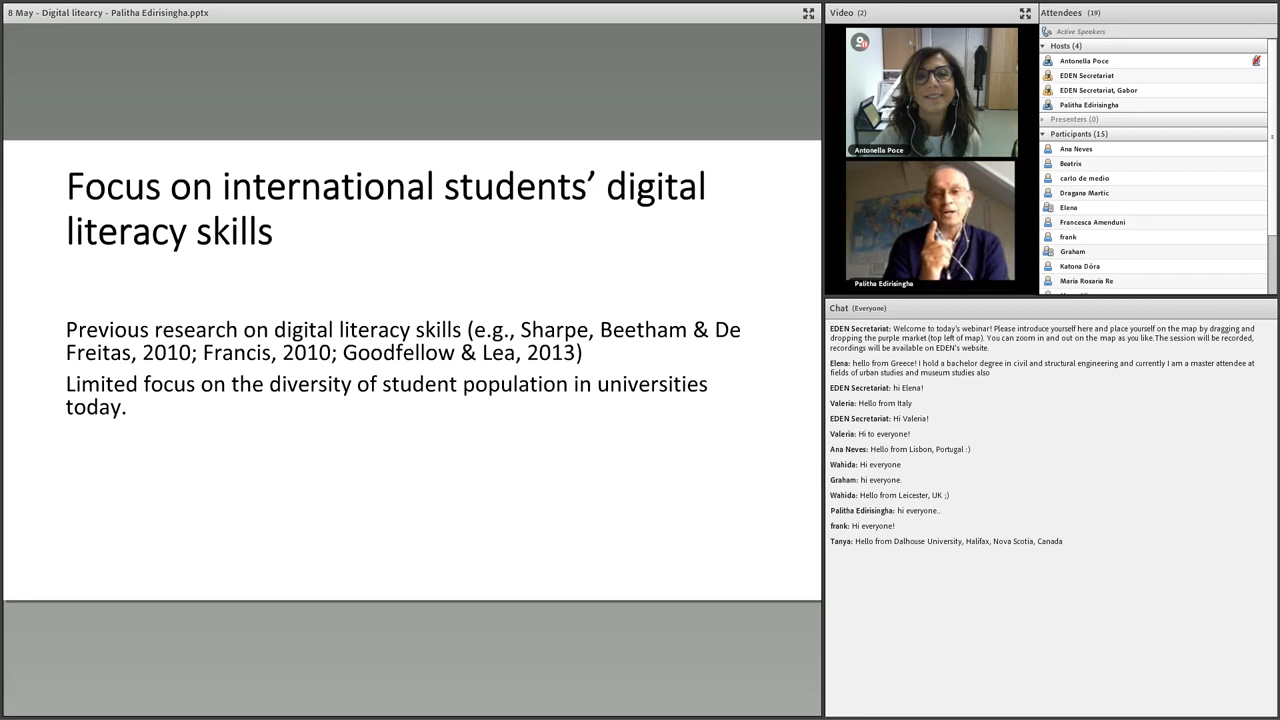 8 May - Digital litearcy - Palitha Edirisingha.pptx
Focus on international students’ digital
literacy skills
Previous research on digital literacy skills (e.g., Sharpe, Beetham & De
Freitas, 2010; Francis, 2010; Goodfellow & Lea, 2013)
Limited focus on the diversity of student population in universities
today.
Video (2)
Antonella Poce
Palitha Edirisingha
Attendees (19)
Active Speakers
Hosts (4)
Antonella Poce
EDEN Secretariat
EDEN Secretariat, Gabor
Palitha Edirisingha
Presenters (0)
Participants (15)
Ana Neves
Beatrix
carlo de medio
Dragana Martic
Elena
Francesca Amenduni
frank
Graham
Katona Dóra
Maria Rosaria Re
Chat (Everyone)
EDEN Secretariat: Welcome to today's webinar! Please introduce yourself here and place yourself on the map by dragging and
dropping the purple market (top left of map). You can zoom in and out on the map as you like.The session will be recorded,
recordings will be available on EDEN's website.
Elena: hello from Greece! I hold a bachelor degree in civil and structural engineering and currently I am a master attendee at
fields of urban studies and museum studies also
EDEN Secretariat: hi Elena!
Valeria: Hello from Italy
EDEN Secretariat: Hi Valeria!
Valeria: Hi to everyone!
Ana Neves: Hello from Lisbon, Portugal :)
Wahida: Hi everyone
Graham: hi everyone.
Wahida: Hello from Leicester, UK ;)
Palitha Edirisingha: hi everyone..
frank: Hi everyone!
Tanya: Hello from Dalhouse University, Halifax, Nova Scotia, Canada